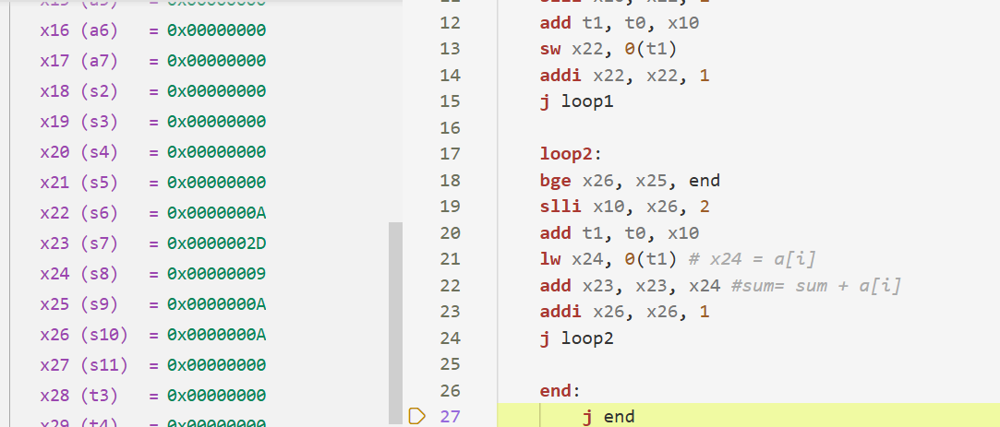 x16 (a6) = 0x00000000
x17 (a7) = 0x00000000
x18 (s2) = 0x00000000
x19 (s3) = 0x00000000
x20 (s4) = 0x00000000
x21 (s5) = 0x00000000
x22 (s6) = 0x0000000A
x23 (s7) = 0x0000002D
x24 (s8) = 0x00000009
x25 (s9) = 0x0000000A
x26 (s10) = 0x0000000A
x27 (s11) = 0x00000000
x28 (t3) = 0x00000000
x29 (t4) = 0x00000000
12 add t1, t0, x10
13 sw x22, 0(t1)
14 addi x22, x22, 1
15 j loop1
16
17 loop2:
18 bge x26, x25, end
19 slli x10, x26, 2
20 add t1, t0, x10
21 lw x24, 0(t1) # x24 = a[i]
22 add x23, x23, x24 #sum= sum + a[i]
23 addi x26, x26, 1
24 j loop2
25
26 end:
27 j end